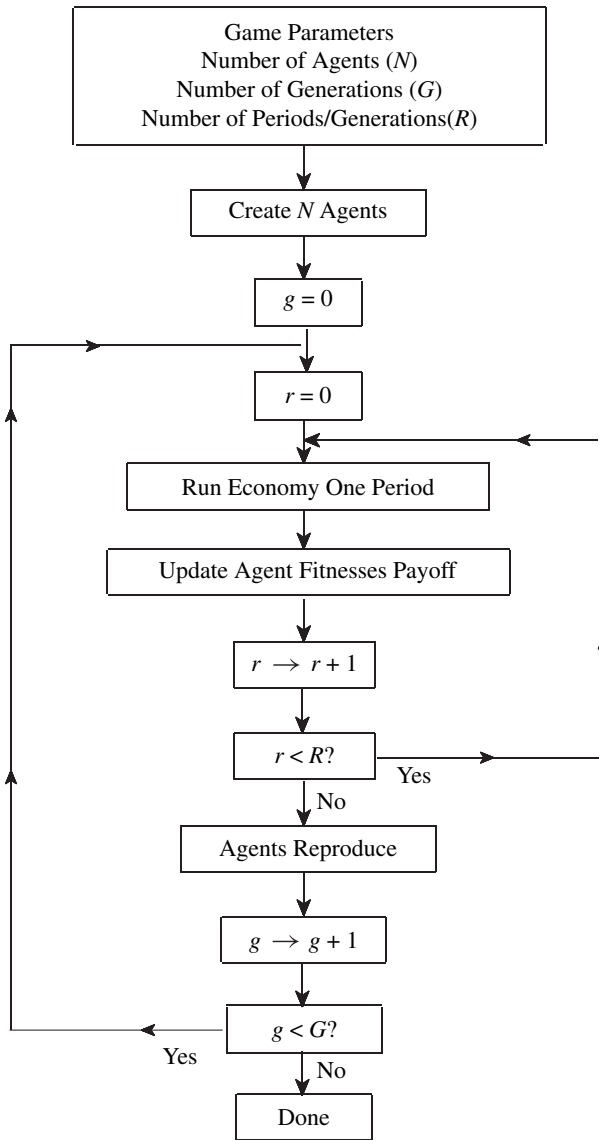 Game Parameters
Number of Agents (N)
Number of Generations (G)
Number of Periods/Generations(R)
Create N Agents
g = 0
r = 0
Run Economy One Period
Update Agent Fitnesses Payoff
r → r + 1
r < R?
Yes
No
Agents Reproduce
g → g + 1
g < G?
Yes
No
Done